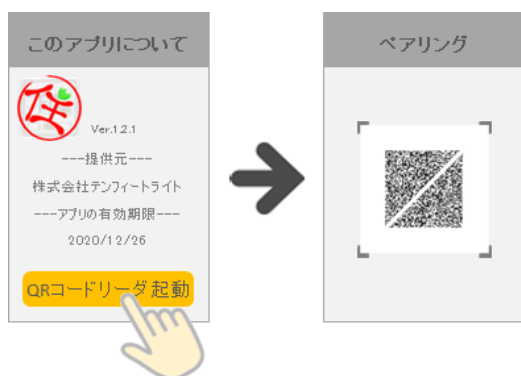 このアプリについて
住
Ver.1.2.1
---提供元---
株式会社テンフィートライト
---アプリの有効期限---
2020/12/26
QRコードリーダ起動
ペアリング